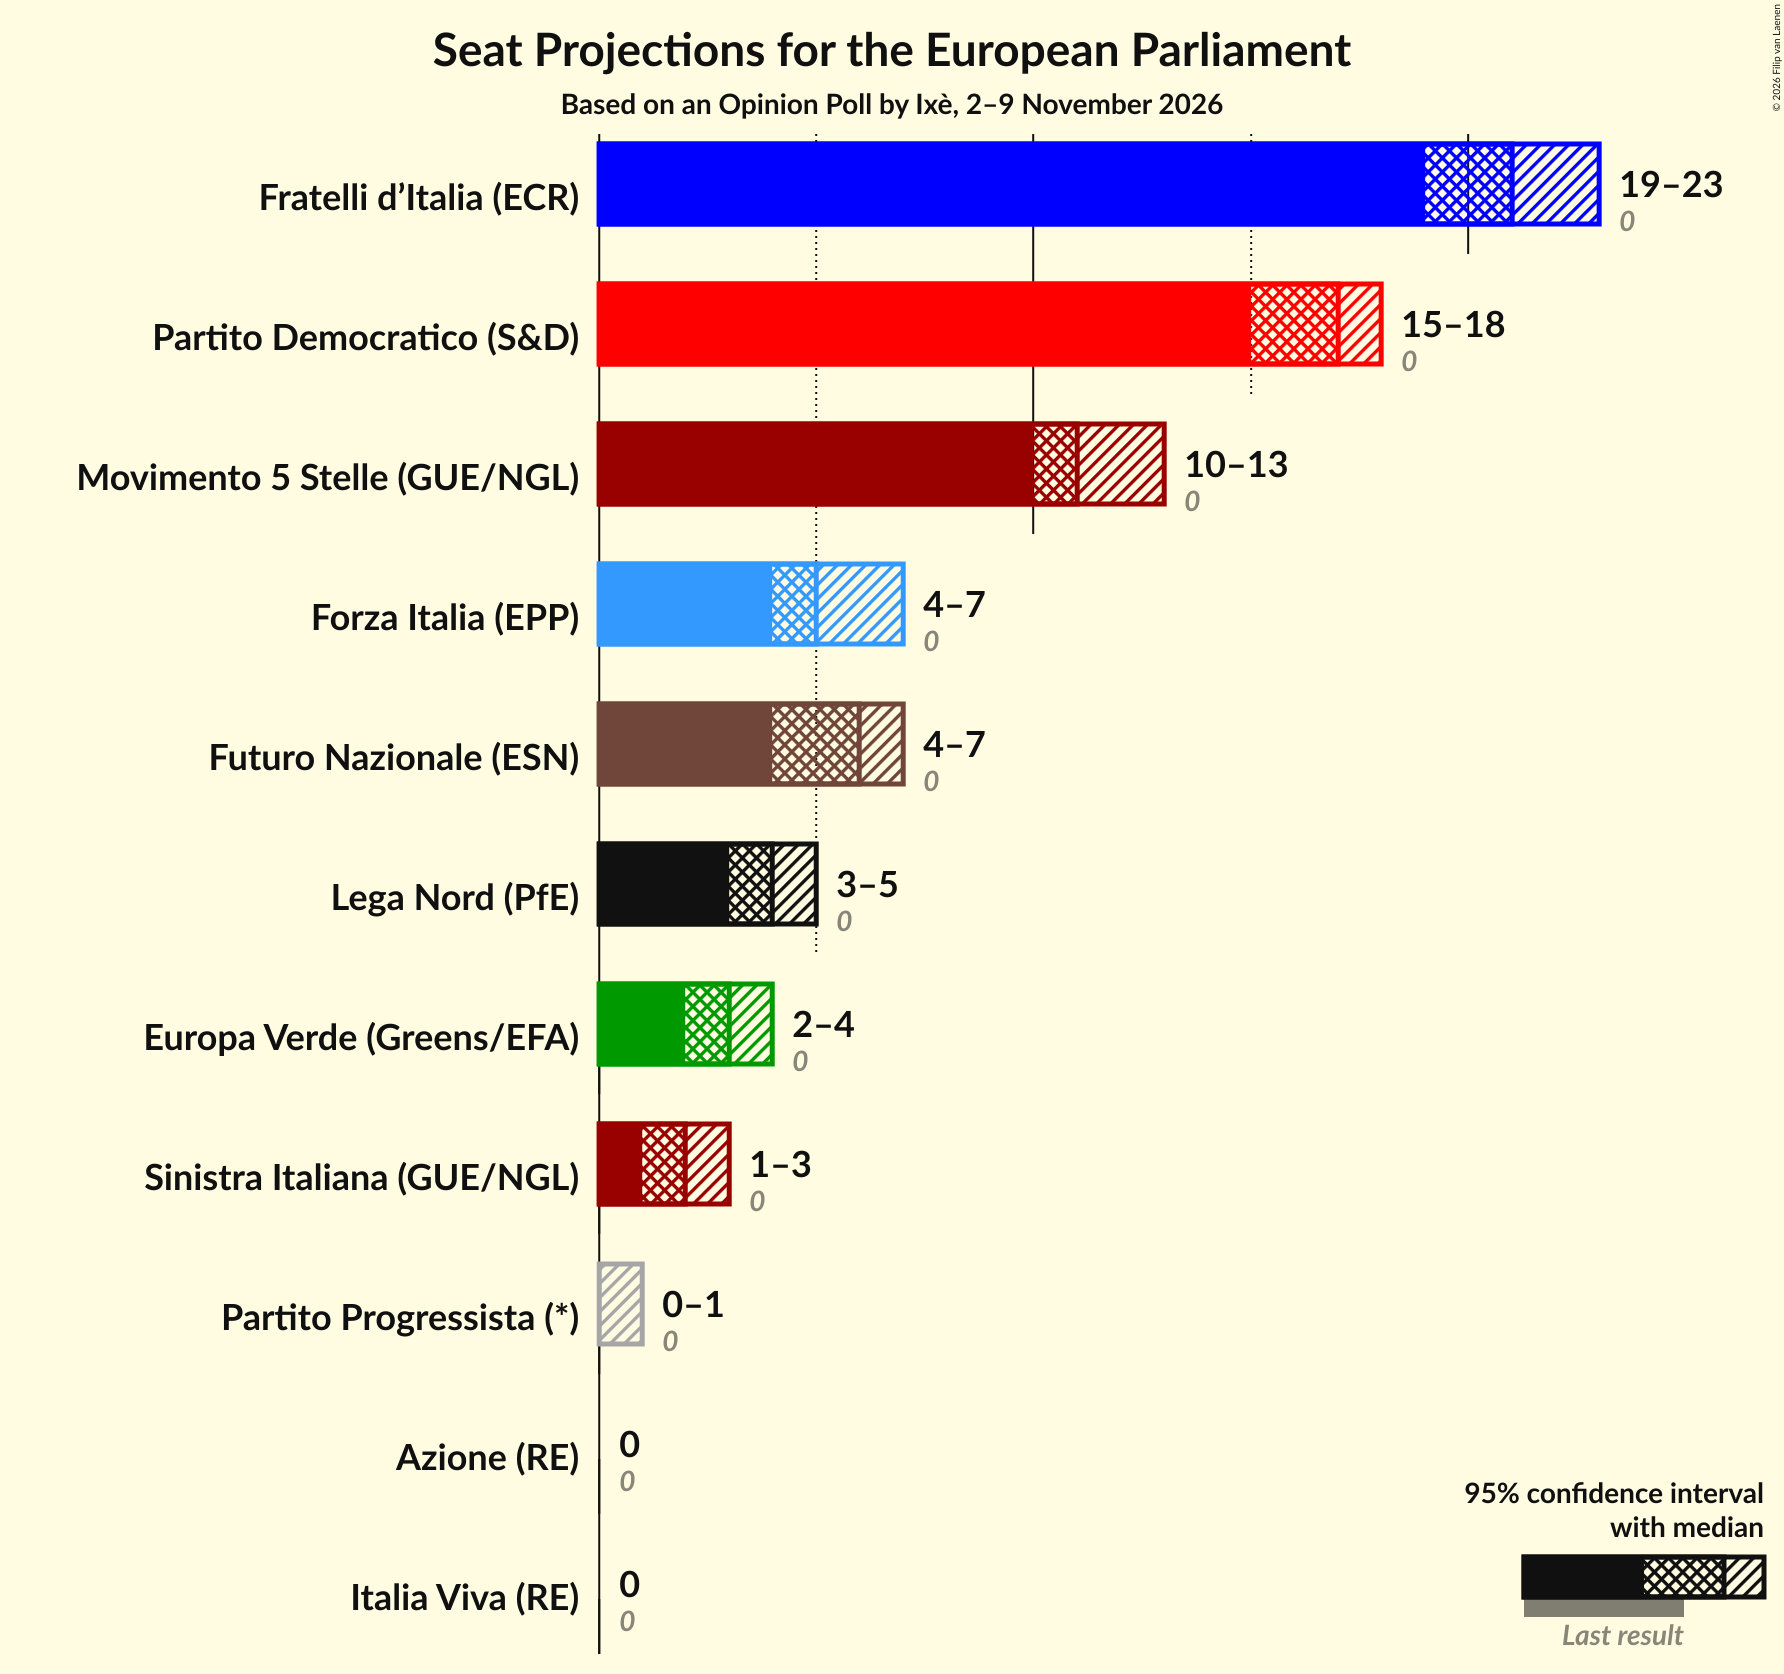 Seat Projections for the European Parliament
Based on an Opinion Poll by Ixè, 2–9 November 2026
© 2026 Filip van Laenen
Fratelli d’Italia (ECR)
19–23
0
Partito Democratico (S&D)
15–18
0
Movimento 5 Stelle (GUE/NGL)
10–13
0
Forza Italia (EPP)
4–7
0
Futuro Nazionale (ESN)
4–7
0
Lega Nord (PfE)
3–5
0
Europa Verde (Greens/EFA)
2–4
0
Sinistra Italiana (GUE/NGL)
1–3
0
Partito Progressista (*)
0–1
0
Azione (RE)
0
0
Italia Viva (RE)
0
0
95% confidence interval
with median
Last result